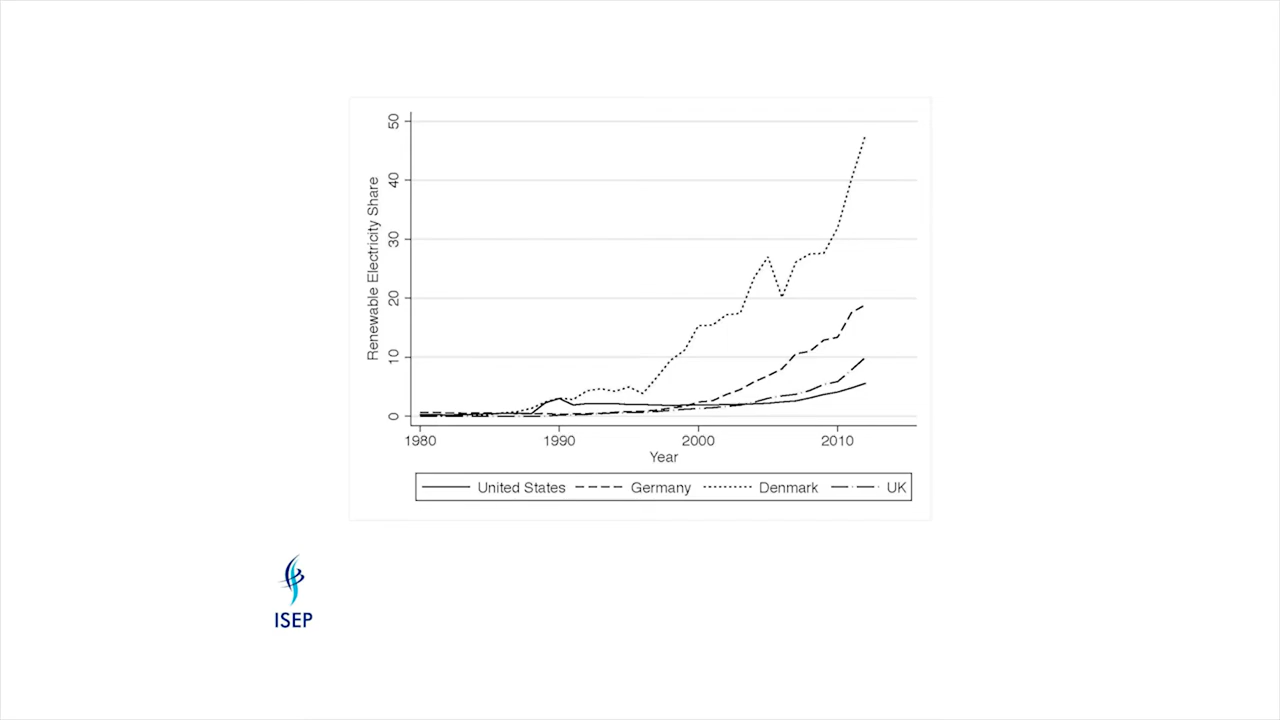 Renewable Electricity Share
50
40
30
20
10
0
1980 1990 2000 2010
Year
United States Germany Denmark UK
ISEP